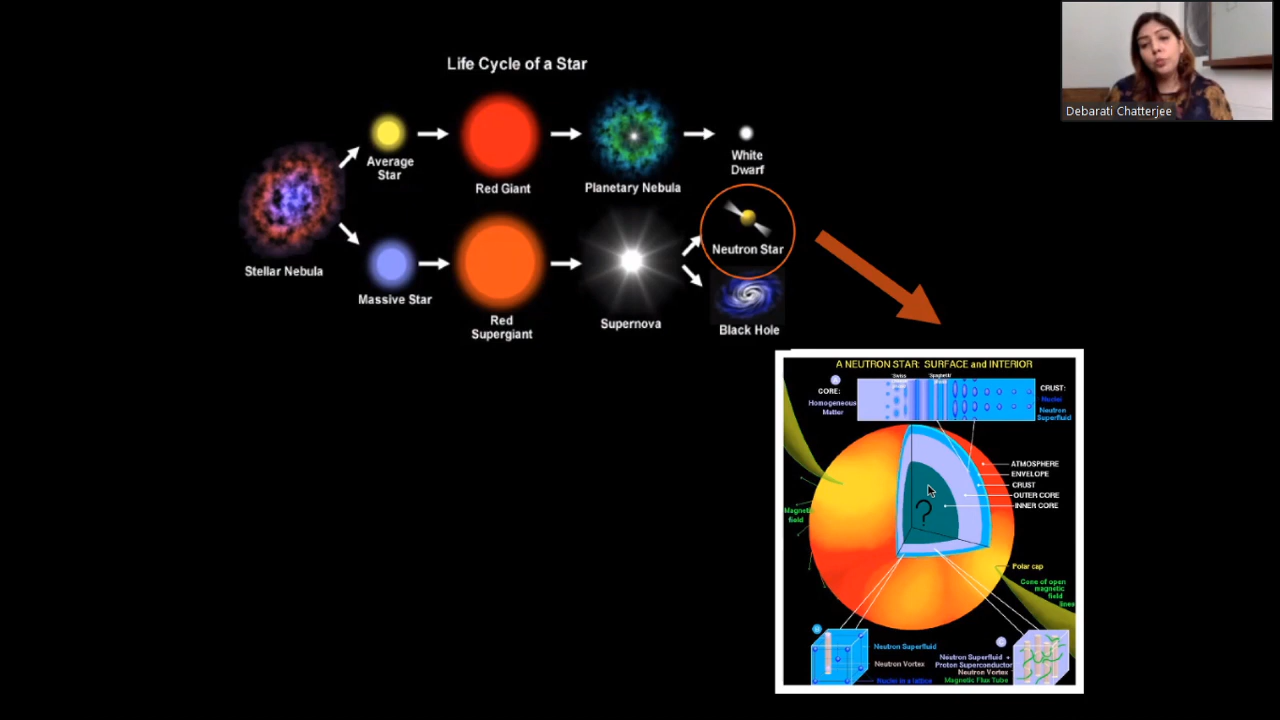 Debarati Chatterjee
Life Cycle of a Star
Average
Star
Red Giant
Planetary Nebula
White
Dwarf
Stellar Nebula
Massive Star
Red
Supergiant
Supernova
Neutron Star
Black Hole
A NEUTRON STAR: SURFACE and INTERIOR
A
CORE:
Homogeneous
Matter
CRUST:
Nuclei
Neutron
Superfluid
ATMOSPHERE
ENVELOPE
CRUST
OUTER CORE
INNER CORE
?
Magnetic
field
Polar cap
Cone of open
magnetic
field
lines
B
Neutron Superfluid
Neutron Vortex
Nuclei in a lattice
C
Neutron Superfluid +
Proton Superconductor
Neutron Vortex
Magnetic Flux Tube